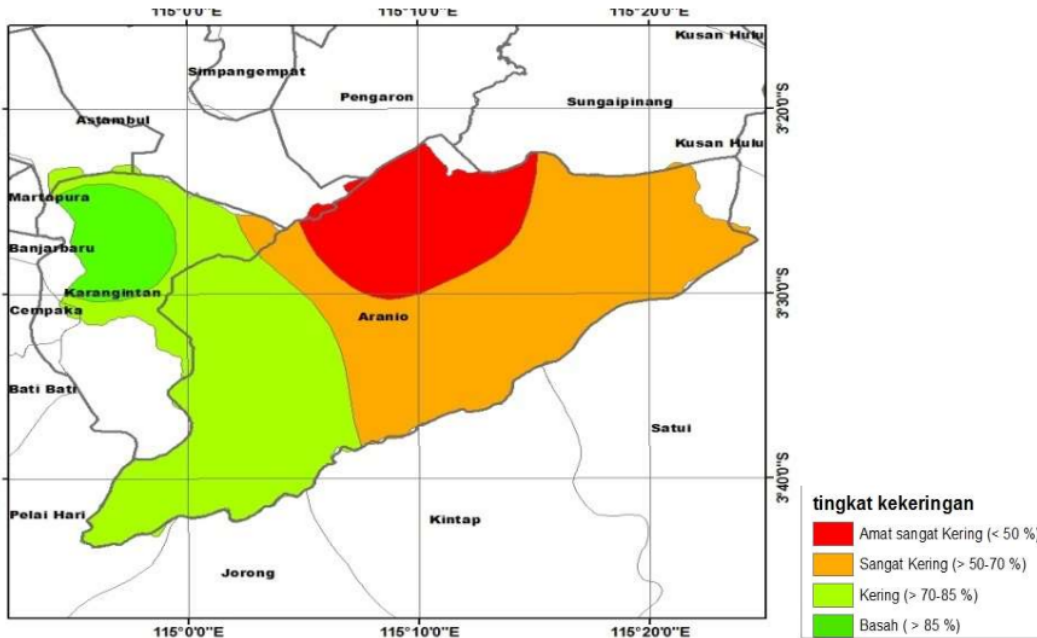 115°0'0"E 115°10'0"E 115°20'0"E
Kusan Hulu
Simpangempat
Pengaron
Sungaipinang
3°20'0"S
Astambul
Kusan Hulu
Martapura
Banjarbaru
Karangintan
3°30'0"S
Cempaka
Aranio
Bati Bati
Satui
3°40'0"S
Pelai Hari
Kintap
Jorong
115°0'0"E 115°10'0"E 115°20'0"E
tingkat kekeringan
Amat sangat Kering (< 50 %)
Sangat Kering (> 50-70 %)
Kering (> 70-85 %)
Basah ( > 85 %)